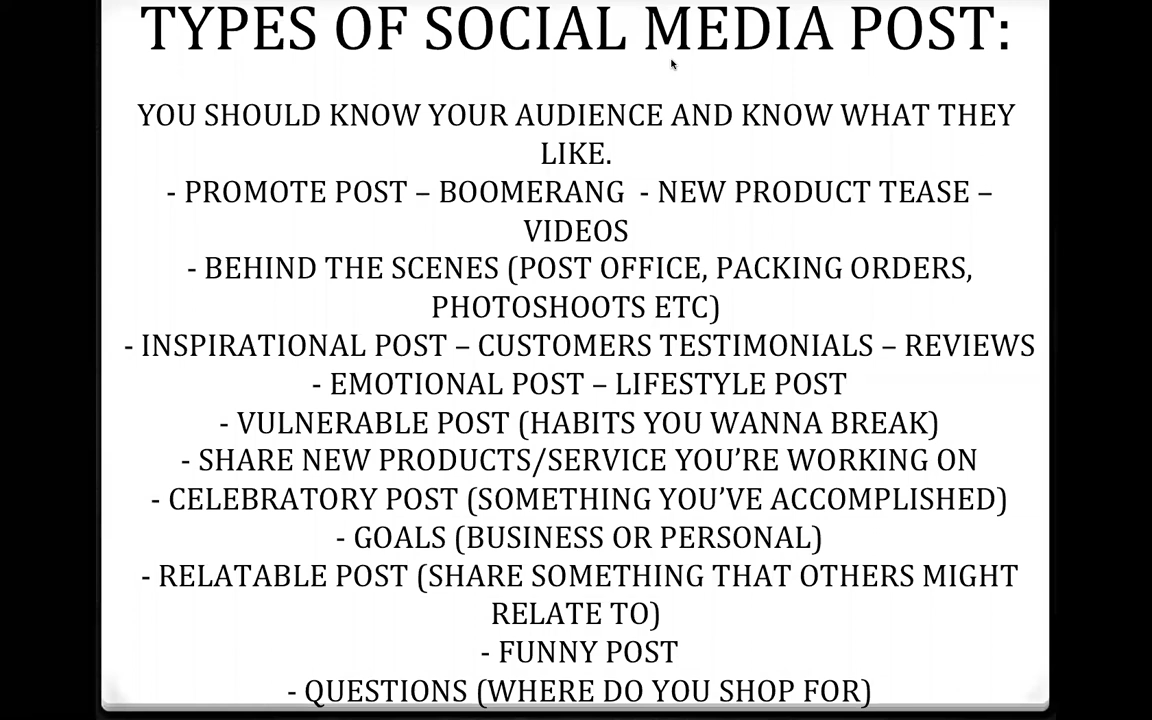 TYPES OF SOCIAL MEDIA POST:
YOU SHOULD KNOW YOUR AUDIENCE AND KNOW WHAT THEY
LIKE.
- PROMOTE POST – BOOMERANG - NEW PRODUCT TEASE –
VIDEOS
- BEHIND THE SCENES (POST OFFICE, PACKING ORDERS,
PHOTOSHOOTS ETC)
- INSPIRATIONAL POST – CUSTOMERS TESTIMONIALS – REVIEWS
- EMOTIONAL POST – LIFESTYLE POST
- VULNERABLE POST (HABITS YOU WANNA BREAK)
- SHARE NEW PRODUCTS/SERVICE YOU’RE WORKING ON
- CELEBRATORY POST (SOMETHING YOU’VE ACCOMPLISHED)
- GOALS (BUSINESS OR PERSONAL)
- RELATABLE POST (SHARE SOMETHING THAT OTHERS MIGHT
RELATE TO)
- FUNNY POST
- QUESTIONS (WHERE DO YOU SHOP FOR)